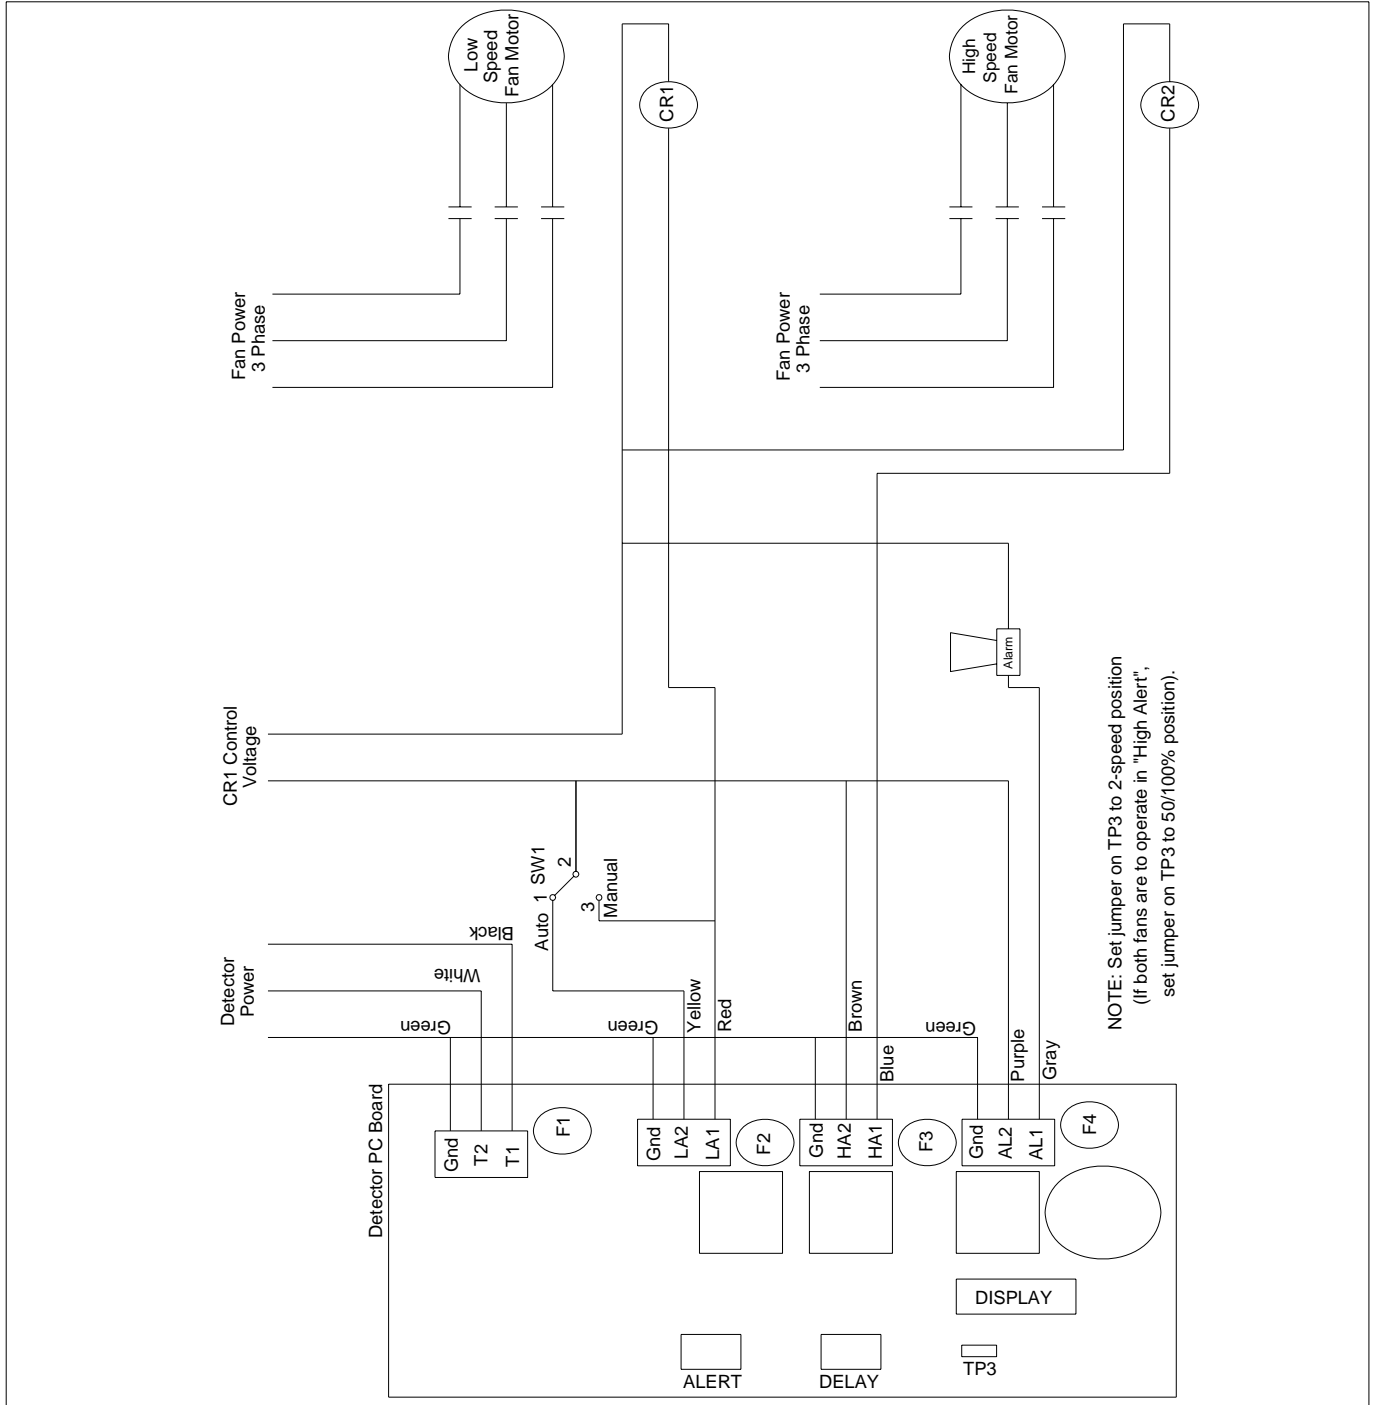 Low
Speed
Fan Motor
CR1
High
Speed
Fan Motor
CR2
Fan Power
3 Phase
Fan Power
3 Phase
CR1 Control
Voltage
Alarm
SW1
Auto 1
2
3
Manual
Detector
Power
Black
White
Green
Green
Yellow
Red
Brown
Blue
Green
Purple
Gray
NOTE: Set jumper on TP3 to 2-speed position
(If both fans are to operate in "High Alert",
set jumper on TP3 to 50/100% position).
Detector PC Board
Gnd
T2
T1
F1
Gnd
LA2
LA1
F2
Gnd
HA2
HA1
F3
Gnd
AL2
AL1
F4
DISPLAY
ALERT
DELAY
TP3